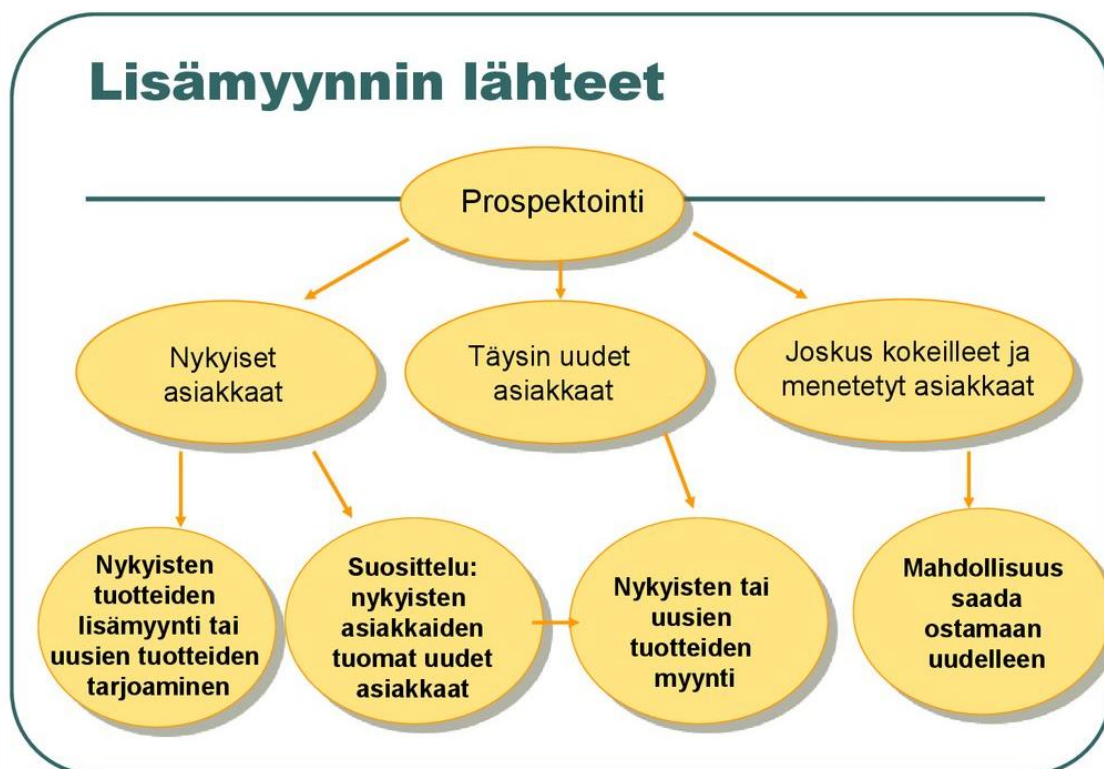 Lisämyynnin lähteet
Prospektointi
Nykyiset
asiakkaat
Täysin uudet
asiakkaat
Joskus kokeilleet ja
menetetyt asiakkaat
Nykyisten
tuotteiden
lisämyynti tai
uusien tuotteiden
tarjoaminen
Suosittelu:
nykyisten
asiakkaiden
tuomat uudet
asiakkaat
Nykyisten tai
uusien
tuotteiden
myynti
Mahdollisuus
saada
ostamaan
uudelleen